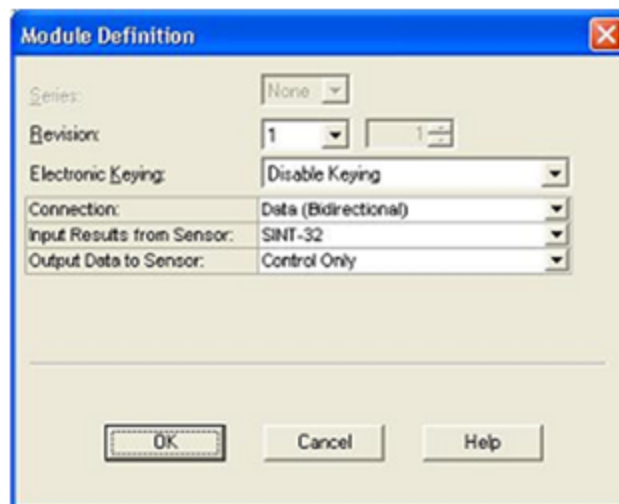 Module Definition
Series: None
Revision: 1 1
Electronic Keying: Disable Keying
Connection: Data (Bidirectional)
Input Results from Sensor: SINT-32
Output Data to Sensor: Control Only
OK Cancel Help